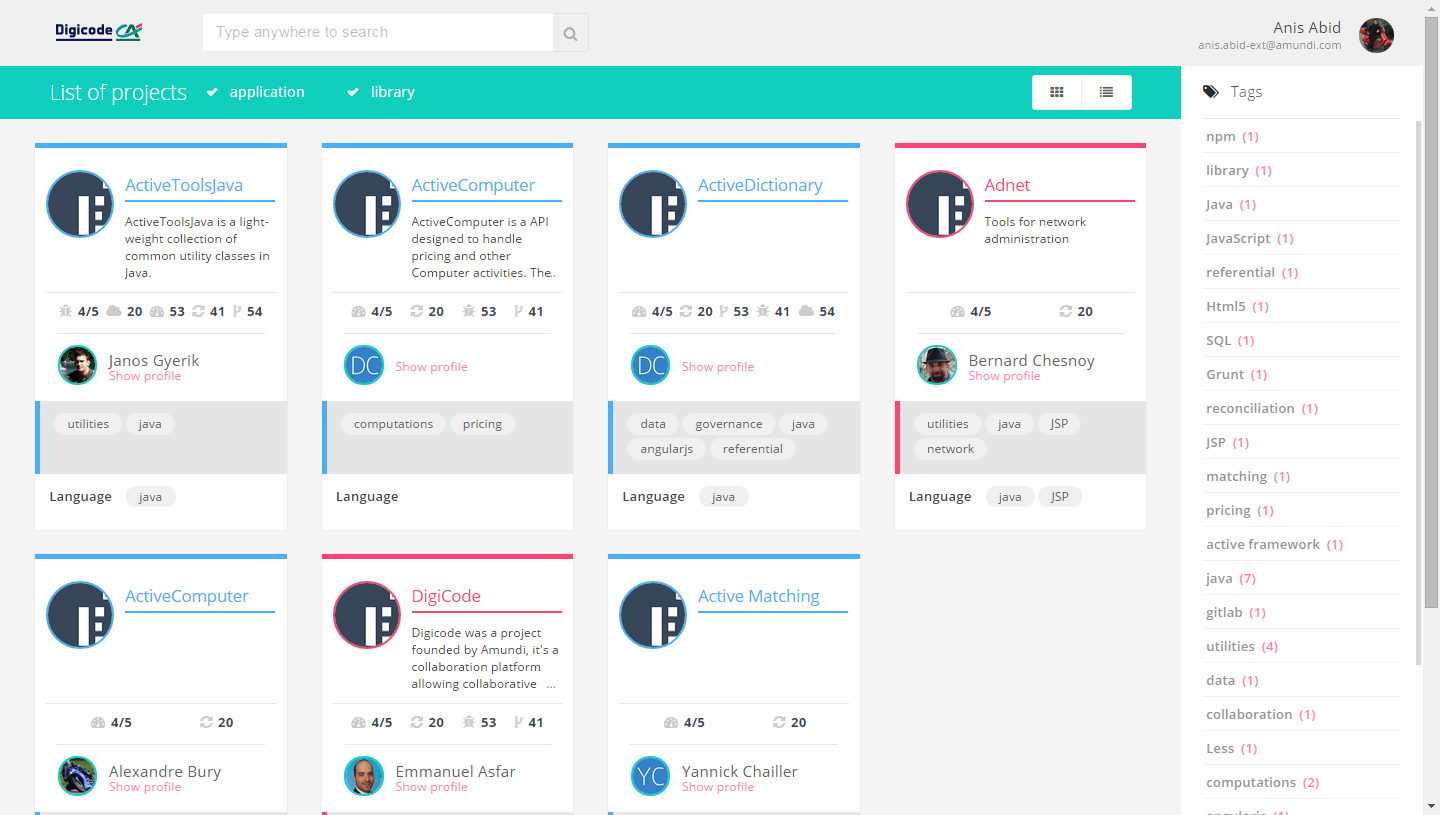 Digicode CA
Type anywhere to search
Anis Abid
anis.abid-ext@amundi.com
List of projects
application
library
ActiveToolsJava
ActiveToolsJava is a light-
weight collection of
common utility classes in
Java.
4/5 20 53 41 54
Janos Gyerik
Show profile
utilities java
Language java
ActiveComputer
ActiveComputer is a API
designed to handle
pricing and other
Computer activities. The..
4/5 20 53 41
DC
Show profile
computations pricing
Language
ActiveDictionary
4/5 20 53 41 54
DC
Show profile
data governance java
angularjs referential
Language java
Adnet
Tools for network
administration
4/5 20
Bernard Chesnoy
Show profile
utilities java JSP
network
Language java JSP
ActiveComputer
4/5 20
Alexandre Bury
Show profile
DigiCode
Digicode was a project
founded by Amundi, it's a
collaboration platform
allowing collaborative ...
4/5 20 53 41
Emmanuel Asfar
Show profile
Active Matching
4/5 20
YC
Yannick Chailler
Show profile
Tags
npm (1)
library (1)
Java (1)
JavaScript (1)
referential (1)
Html5 (1)
SQL (1)
Grunt (1)
reconciliation (1)
JSP (1)
matching (1)
pricing (1)
active framework (1)
java (7)
gitlab (1)
utilities (4)
data (1)
collaboration (1)
Less (1)
computations (2)
angularjs (1)